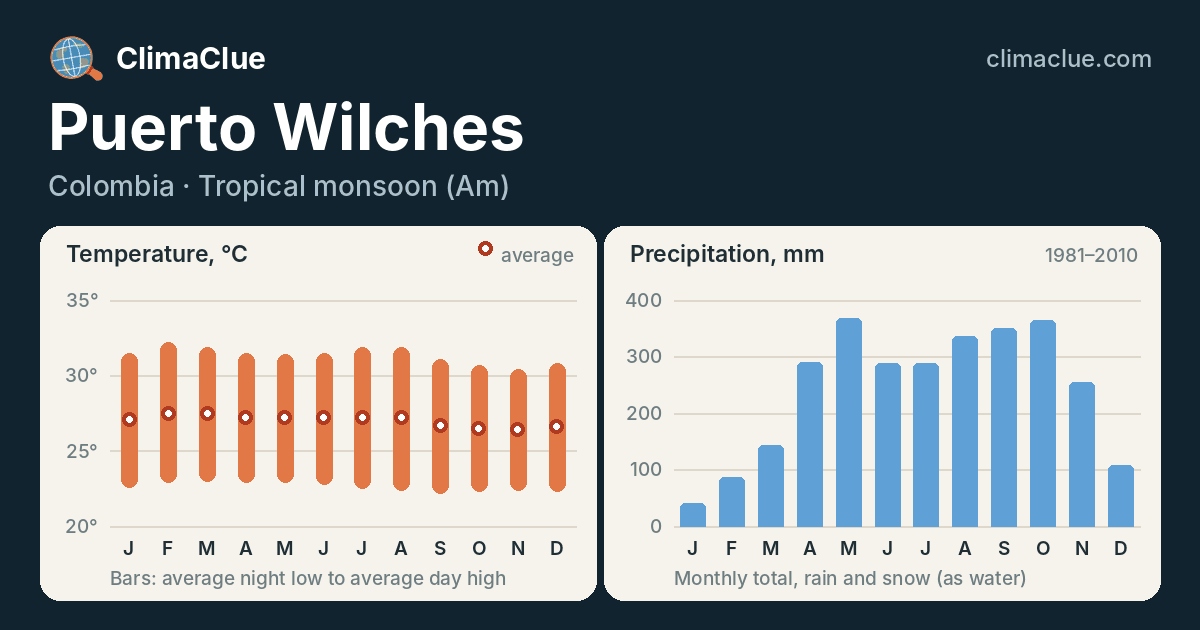 ClimaClue
climaclue.com
Puerto Wilches
Colombia · Tropical monsoon (Am)
Temperature, °C
average
35°
30°
25°
20°
J F M A M J J A S O N D
Bars: average night low to average day high
Precipitation, mm
1981–2010
400
300
200
100
0
J F M A M J J A S O N D
Monthly total, rain and snow (as water)